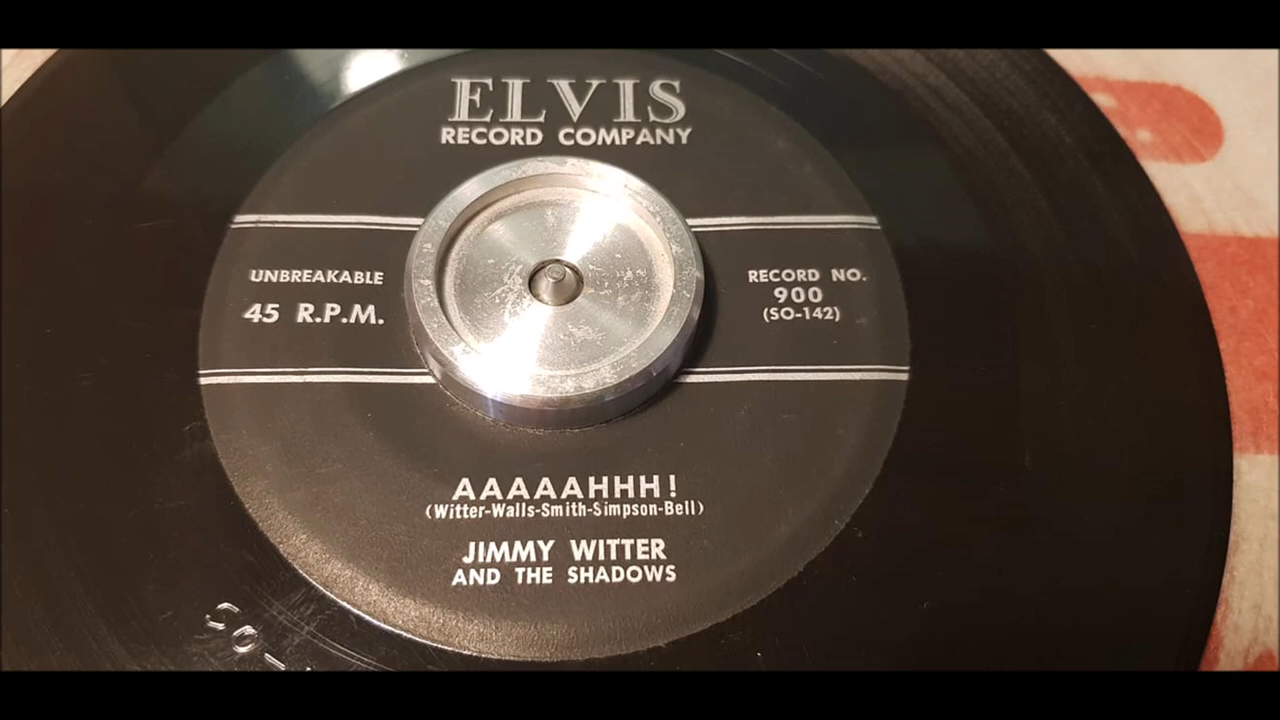 ELVIS
RECORD COMPANY
UNBREAKABLE
45 R.P.M.
RECORD NO.
900
(SO-142)
AAAAAHHH!
(Witter-Walls-Smith-Simpson-Bell)
JIMMY WITTER
AND THE SHADOWS
SO-